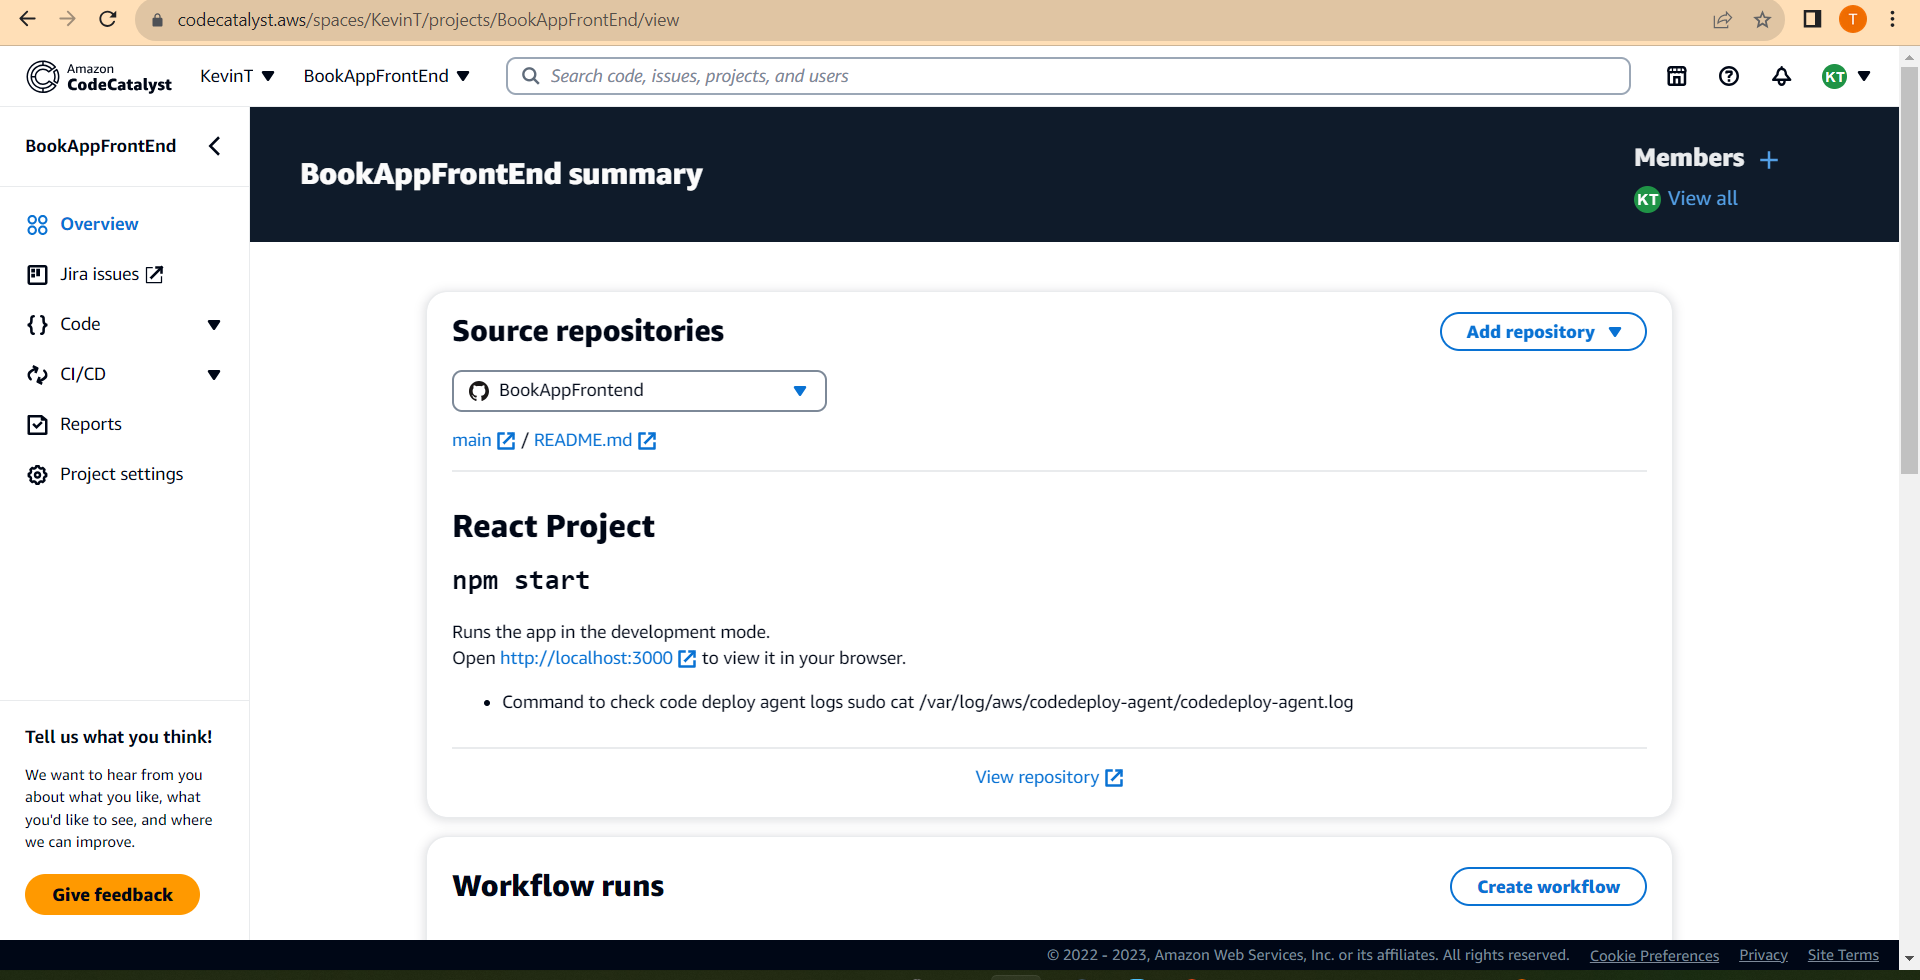 codecatalyst.aws/spaces/KevinT/projects/BookAppFrontEnd/view
T
Amazon
CodeCatalyst
KevinT
BookAppFrontEnd
Search code, issues, projects, and users
KT
BookAppFrontEnd
Overview
Jira issues
Code
CI/CD
Reports
Project settings
Tell us what you think!
We want to hear from you
about what you like, what
you'd like to see, and where
we can improve.
Give feedback
BookAppFrontEnd summary
Members +
KT View all
Source repositories
Add repository
BookAppFrontend
main / README.md
React Project
npm start
Runs the app in the development mode.
Open http://localhost:3000 to view it in your browser.
• Command to check code deploy agent logs sudo cat /var/log/aws/codedeploy-agent/codedeploy-agent.log
View repository
Workflow runs
Create workflow
© 2022 - 2023, Amazon Web Services, Inc. or its affiliates. All rights reserved. Cookie Preferences Privacy Site Terms